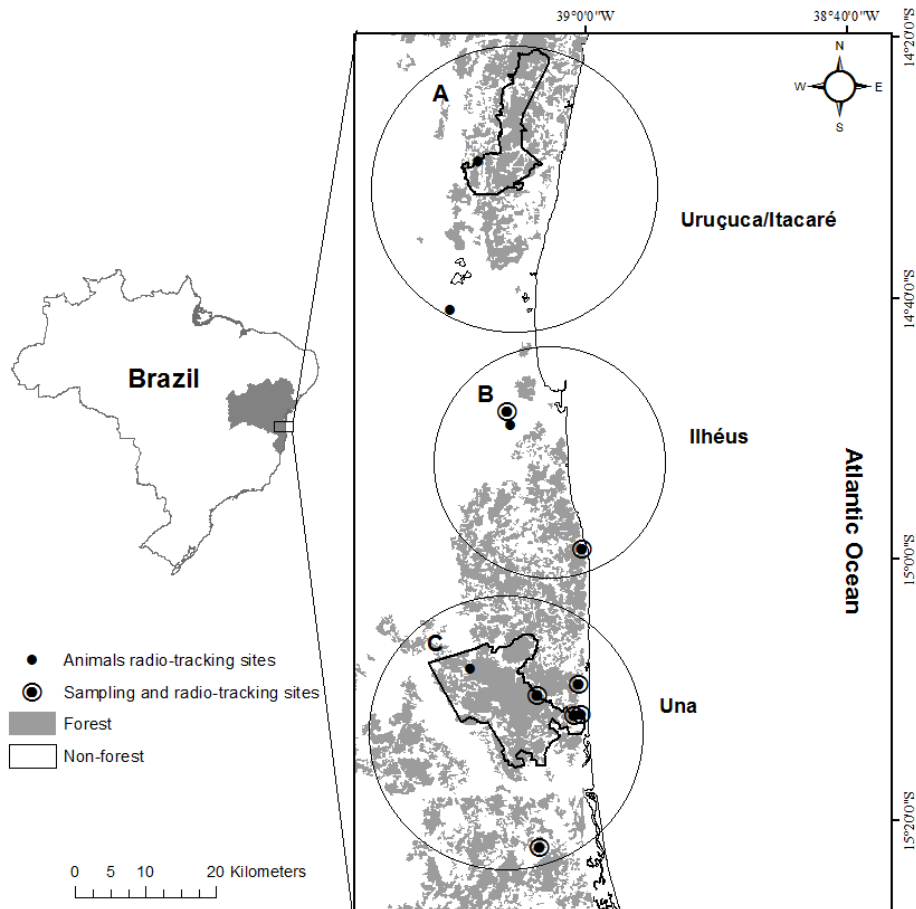 39°0'0"W
38°40'0"W
14°20'0"S
N
W
E
S
A
Uruçuca/Itacaré
14°40'0"S
Brazil
B
Ilhéus
Atlantic Ocean
15°0'0"S
C
Animals radio-tracking sites
Sampling and radio-tracking sites
Una
Forest
Non-forest
15°20'0"S
0 5 10 20 Kilometers